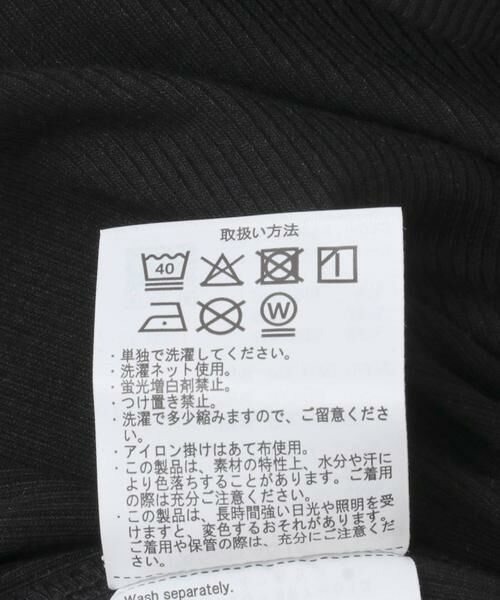 取扱い方法
40
W
・単独で洗濯してください。
・洗濯ネット使用。
・蛍光増白剤禁止。
・つけ置き禁止。
・洗濯で多少縮みますので、ご留意くださ
い。
・アイロン掛けはあて布使用。
・この製品は、素材の特性上、水分や汗に
より色落ちすることがあります。ご着用
の際は充分ご注意ください。
・この製品は、長時間強い日光や照明を受
けますと、変色するおそれがあります。
ご着用や保管の際は、充分にご注意くだ
さい。
Wash separately.